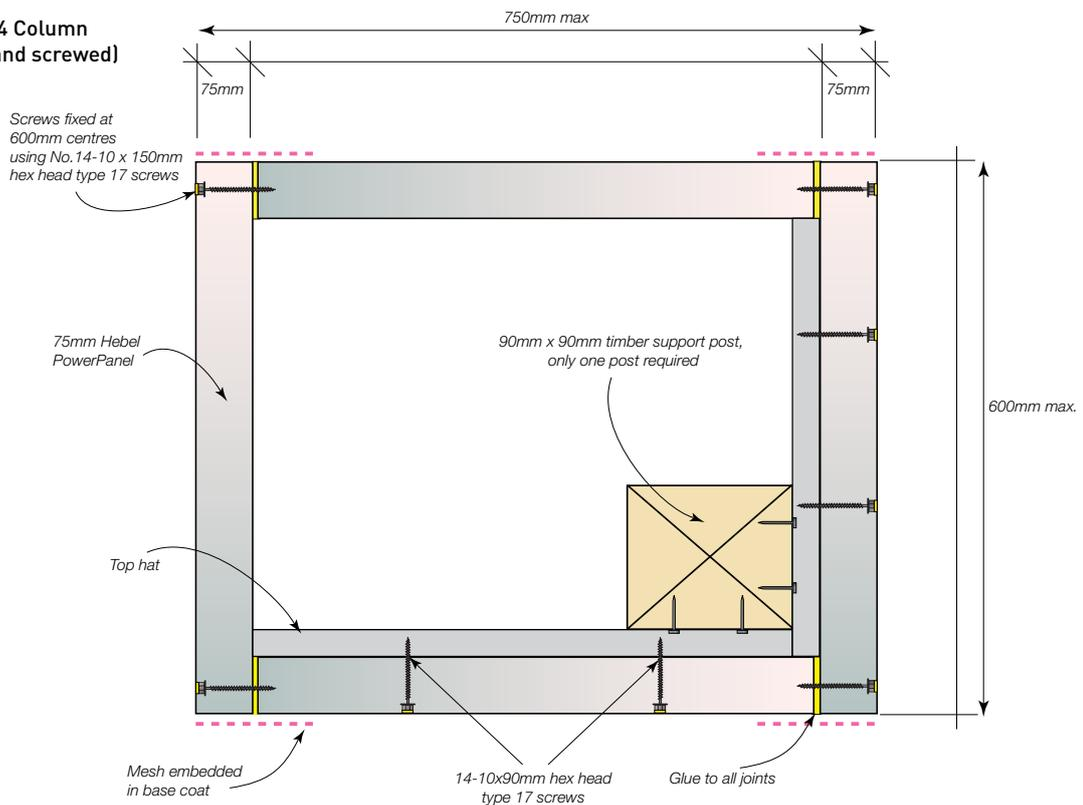 4 Column
and screwed)
750mm max
75mm
75mm
Screws fixed at
600mm centres
using No.14-10 x 150mm
hex head type 17 screws
75mm Hebel
PowerPanel
90mm x 90mm timber support post,
only one post required
600mm max.
Top hat
Mesh embedded
in base coat
14-10x90mm hex head
type 17 screws
Glue to all joints